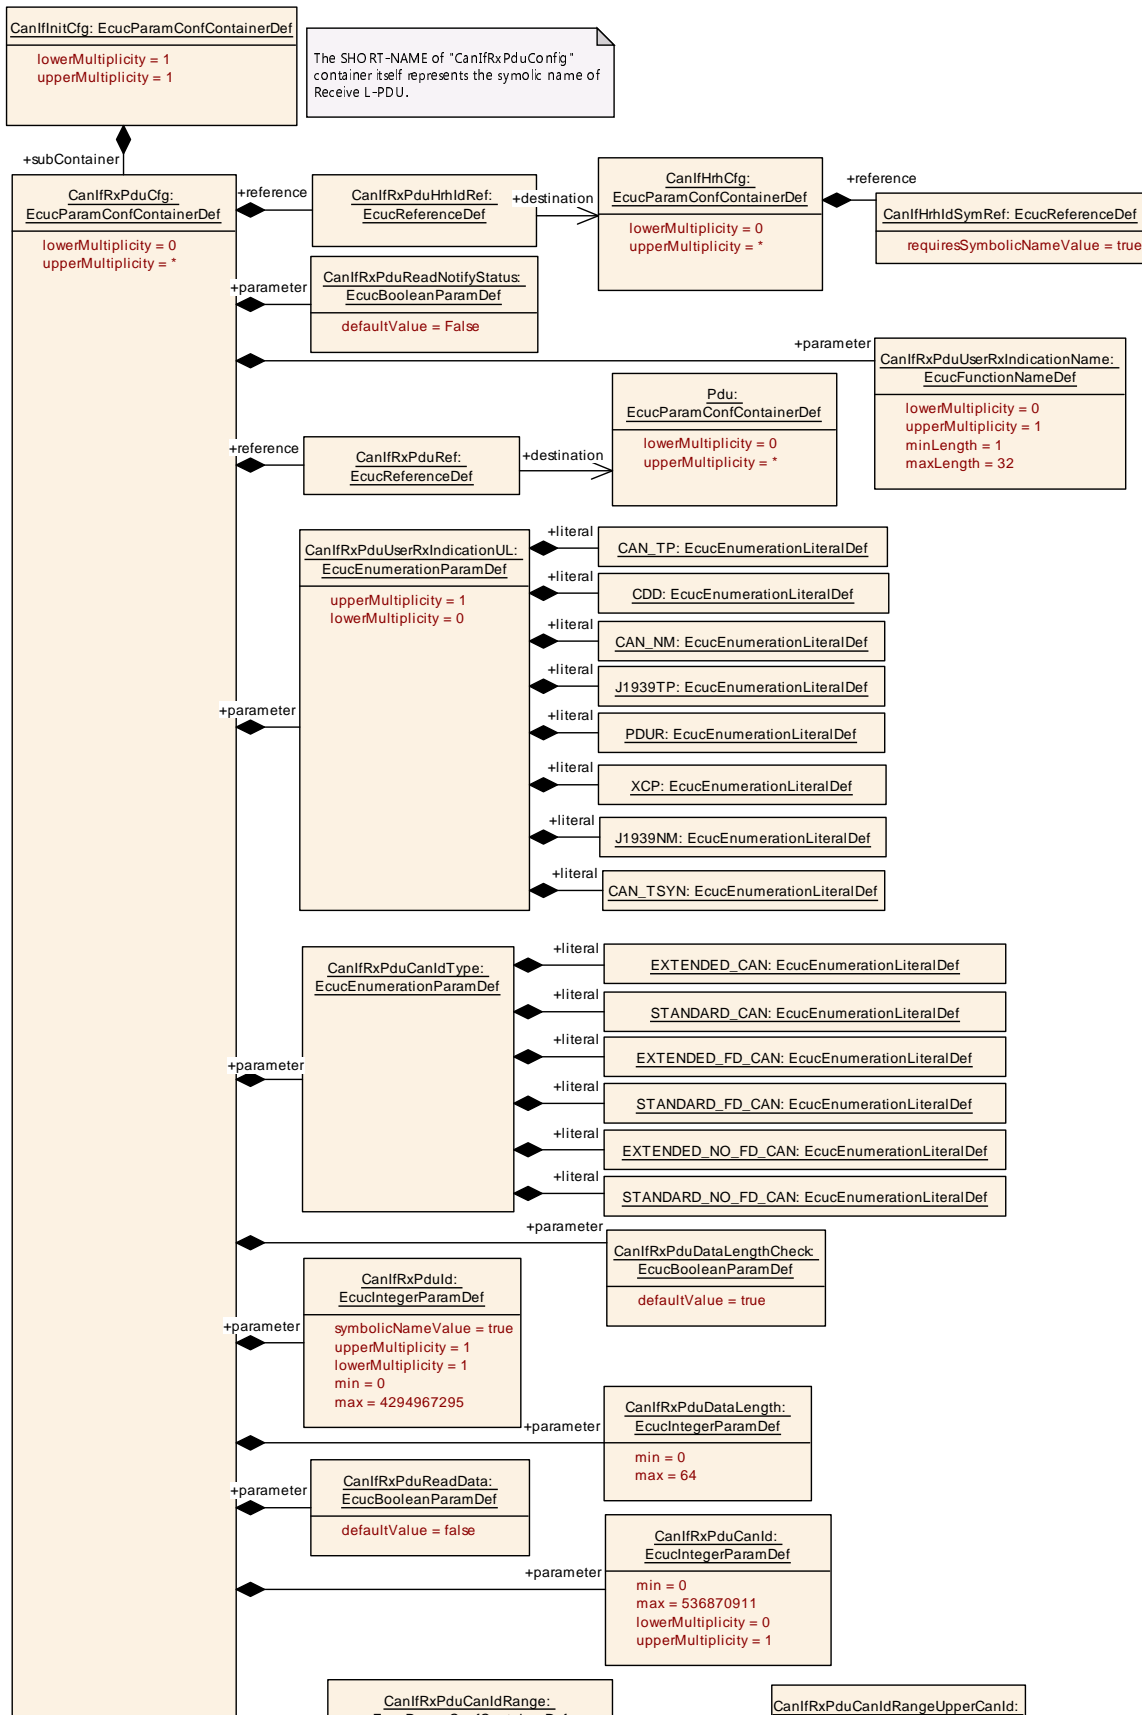 CanIfInitCfg: EcucParamConfContainerDef
lowerMultiplicity = 1
upperMultiplicity = 1
The SHORT-NAME of "CanIfRxPduConfig"
container itself represents the symolic name of
Receive L-PDU.
+subContainer
CanIfRxPduCfg:
EcucParamConfContainerDef
lowerMultiplicity = 0
upperMultiplicity = *
+reference
CanIfRxPduHrhIdRef:
EcucReferenceDef
+destination
CanIfHrhCfg:
EcucParamConfContainerDef
lowerMultiplicity = 0
upperMultiplicity = *
+reference
CanIfHrhIdSymRef: EcucReferenceDef
requiresSymbolicNameValue = true
+parameter
CanIfRxPduReadNotifyStatus:
EcucBooleanParamDef
defaultValue = False
+parameter
CanIfRxPduUserRxIndicationName:
EcucFunctionNameDef
lowerMultiplicity = 0
upperMultiplicity = 1
minLength = 1
maxLength = 32
+reference
CanIfRxPduRef:
EcucReferenceDef
+destination
Pdu:
EcucParamConfContainerDef
lowerMultiplicity = 0
upperMultiplicity = *
+parameter
CanIfRxPduUserRxIndicationUL:
EcucEnumerationParamDef
upperMultiplicity = 1
lowerMultiplicity = 0
+literal
CAN_TP: EcucEnumerationLiteralDef
+literal
CDD: EcucEnumerationLiteralDef
+literal
CAN_NM: EcucEnumerationLiteralDef
+literal
J1939TP: EcucEnumerationLiteralDef
+literal
PDUR: EcucEnumerationLiteralDef
+literal
XCP: EcucEnumerationLiteralDef
+literal
J1939NM: EcucEnumerationLiteralDef
+literal
CAN_TSYN: EcucEnumerationLiteralDef
+parameter
CanIfRxPduCanIdType:
EcucEnumerationParamDef
+literal
EXTENDED_CAN: EcucEnumerationLiteralDef
+literal
STANDARD_CAN: EcucEnumerationLiteralDef
+literal
EXTENDED_FD_CAN: EcucEnumerationLiteralDef
+literal
STANDARD_FD_CAN: EcucEnumerationLiteralDef
+literal
EXTENDED_NO_FD_CAN: EcucEnumerationLiteralDef
+literal
STANDARD_NO_FD_CAN: EcucEnumerationLiteralDef
+parameter
CanIfRxPduDataLengthCheck:
EcucBooleanParamDef
defaultValue = true
+parameter
CanIfRxPduId:
EcucIntegerParamDef
symbolicNameValue = true
upperMultiplicity = 1
lowerMultiplicity = 1
min = 0
max = 4294967295
+parameter
CanIfRxPduDataLength:
EcucIntegerParamDef
min = 0
max = 64
+parameter
CanIfRxPduReadData:
EcucBooleanParamDef
defaultValue = false
+parameter
CanIfRxPduCanId:
EcucIntegerParamDef
min = 0
max = 536870911
lowerMultiplicity = 0
upperMultiplicity = 1
CanIfRxPduCanIdRange:
CanIfRxPduCanIdRangeUpperCanId: